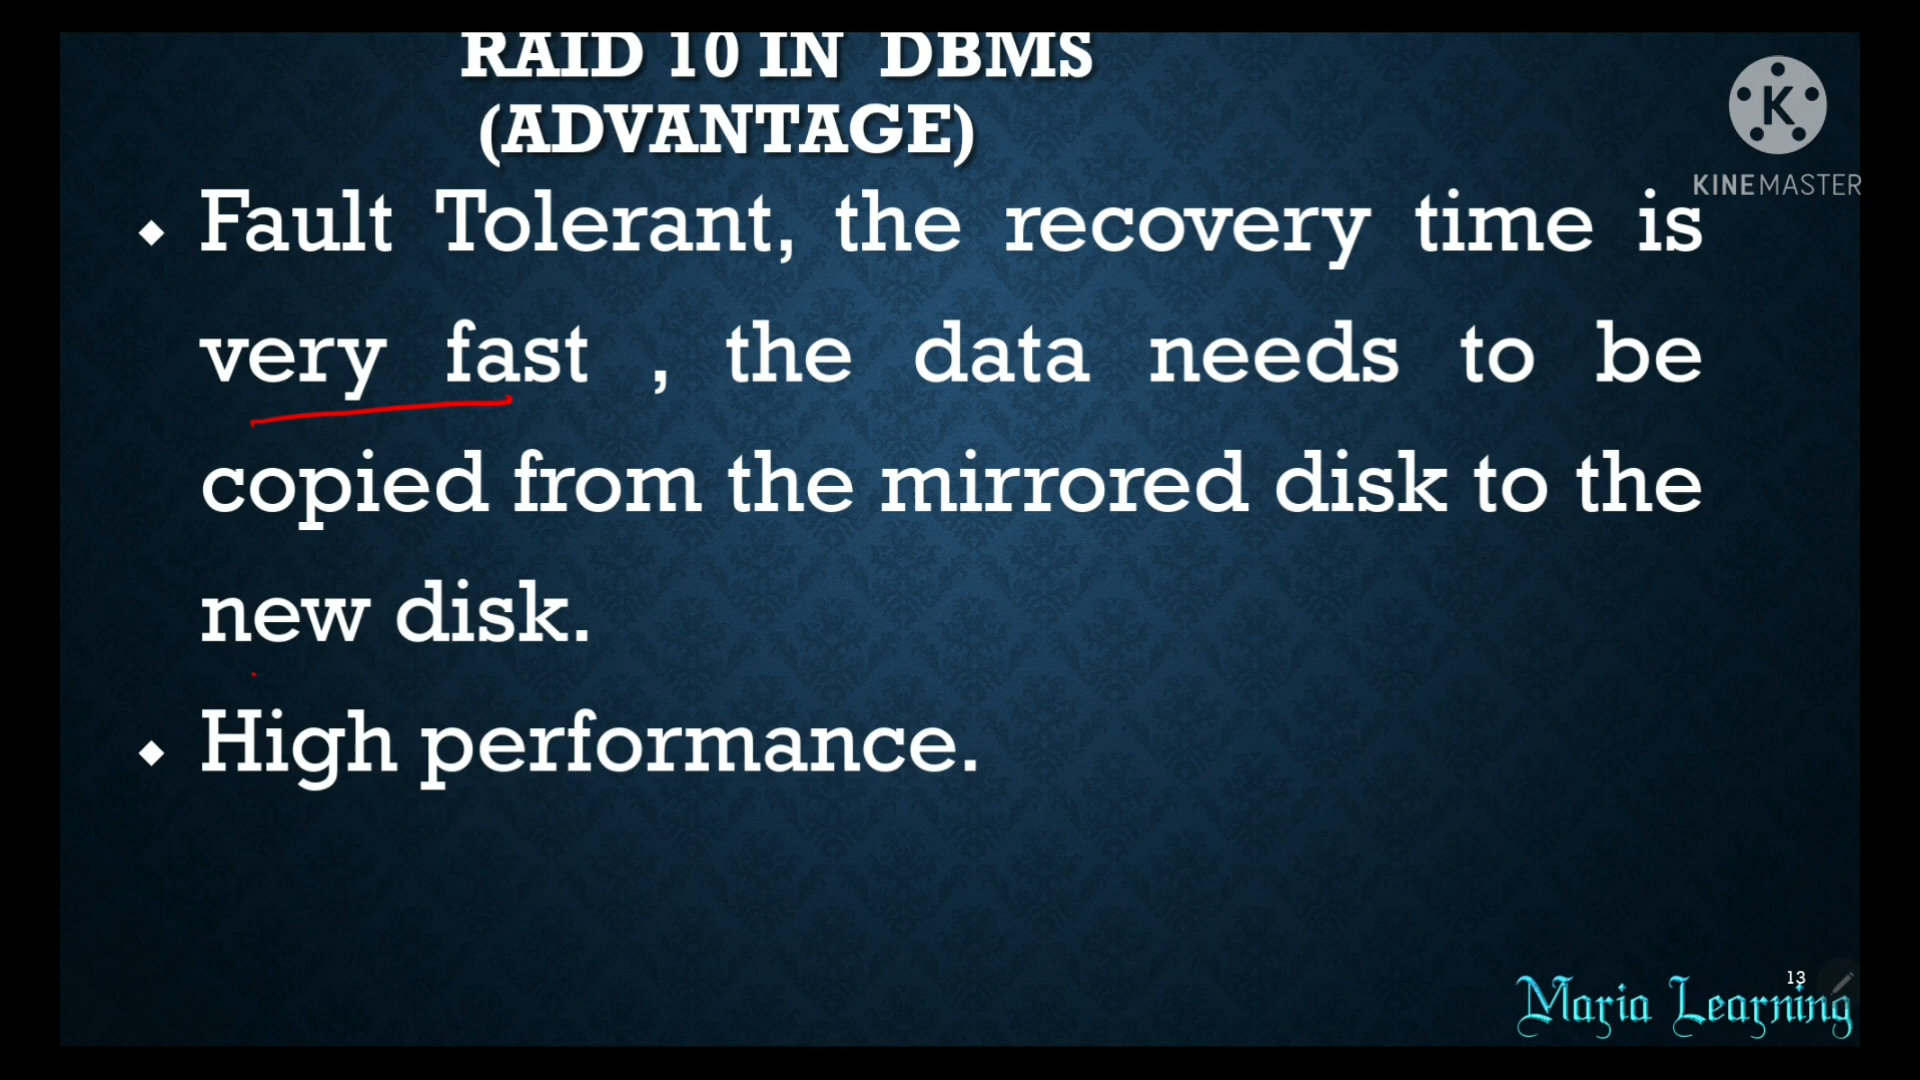 RAID 10 IN DBMS
(ADVANTAGE)
K
KINEMASTER
◆ Fault Tolerant, the recovery time is
very fast , the data needs to be
copied from the mirrored disk to the
new disk.
◆ High performance.
13
Maria Learning